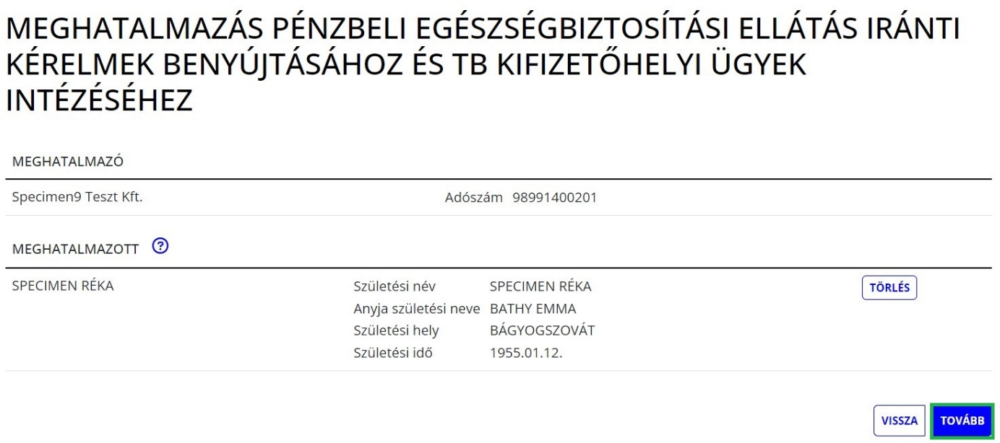 MEGHATALMAZÁS PÉNZBELI EGÉSZSÉGBIZTOSÍTÁSI ELLÁTÁS IRÁNTI
KÉRELMEK BENYÚJTÁSÁHOZ ÉS TB KIFIZETŐHELYI ÜGYEK
INTÉZÉSÉHEZ
MEGHATALMAZÓ
Specimen9 Teszt Kft. Adószám 98991400201
MEGHATALMAZOTT ?
SPECIMEN RÉKA Születési név SPECIMEN RÉKA TÖRLÉS
Anyja születési neve BATHY EMMA
Születési hely BÁGYOGSZOVÁT
Születési idő 1955.01.12.
VISSZA TOVÁBB